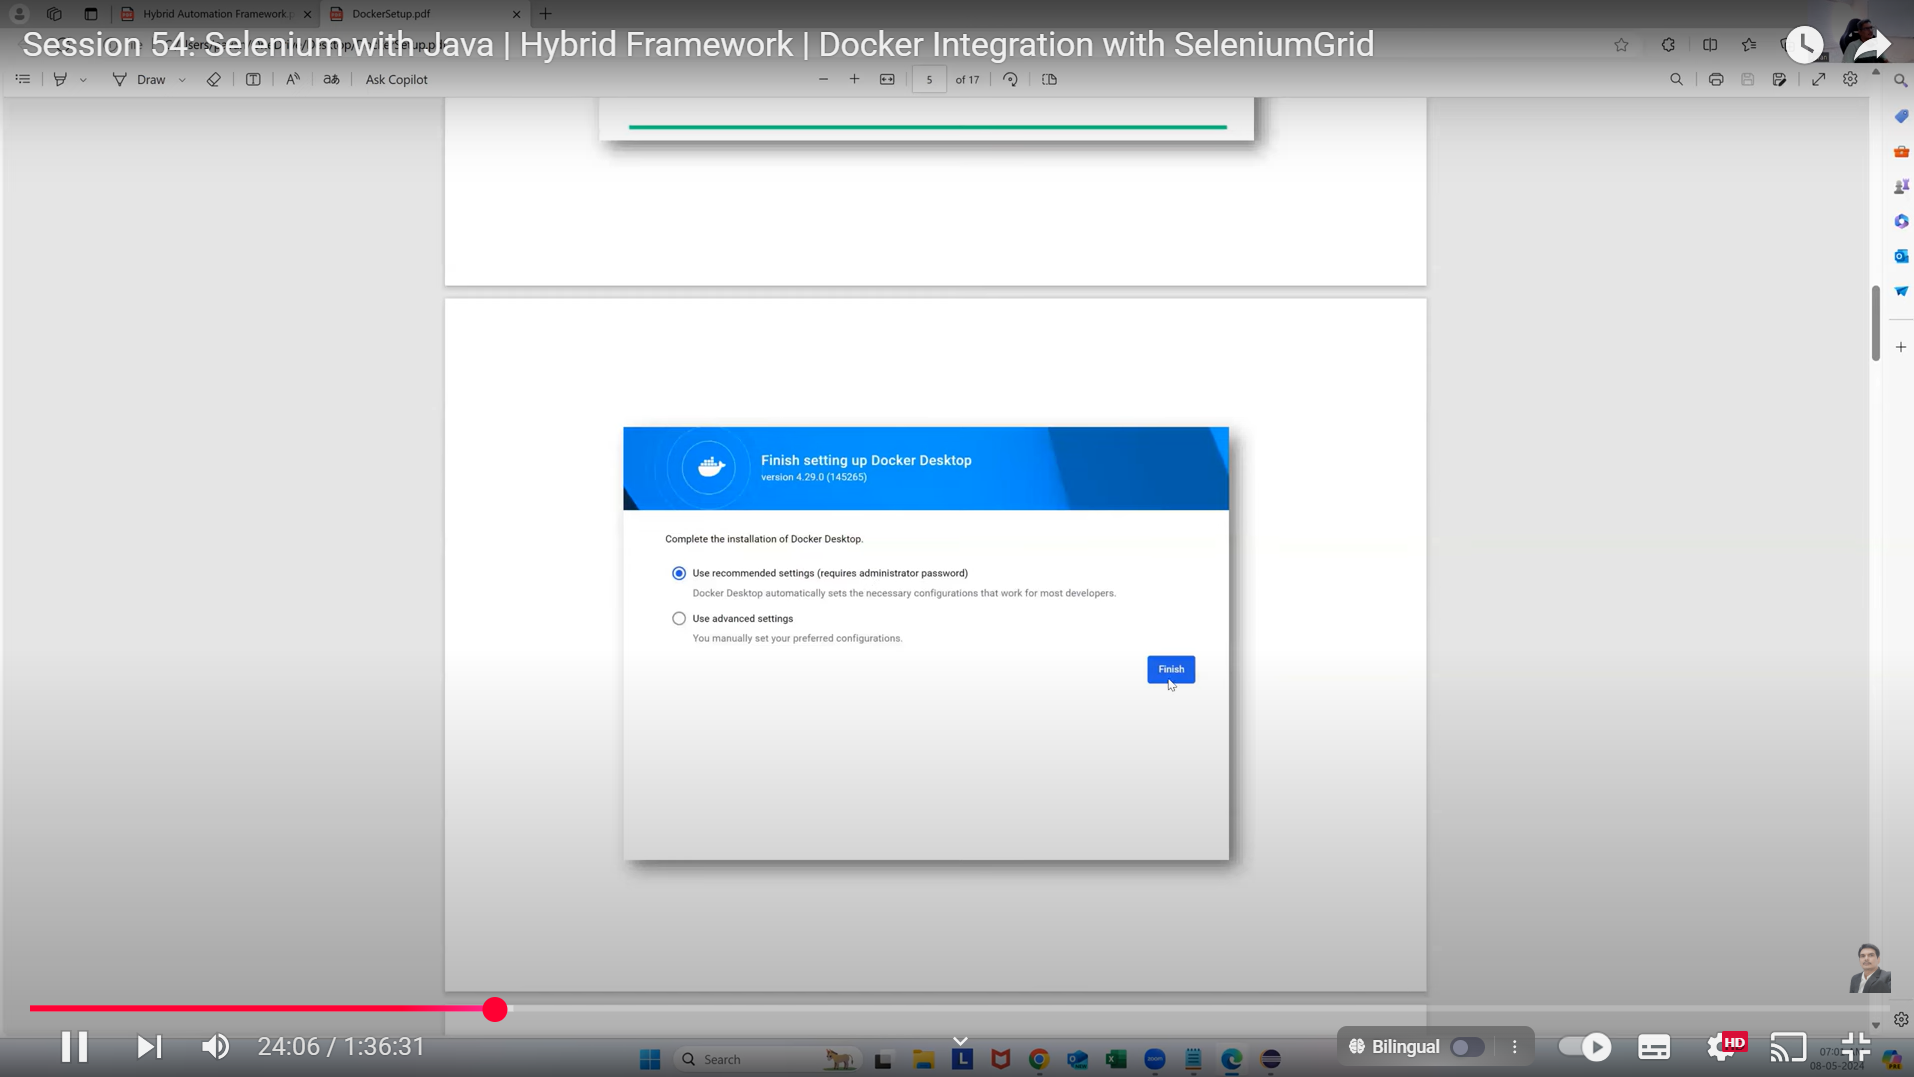 Hybrid Automation Framework.p
DockerSetup.pdf
Session 54: Selenium with Java | Hybrid Framework | Docker Integration with SeleniumGrid
Draw
Ask Copilot
5
of 17
Finish setting up Docker Desktop
version 4.29.0 (145265)
Complete the installation of Docker Desktop.
Use recommended settings (requires administrator password)
Docker Desktop automatically sets the necessary configurations that work for most developers.
Use advanced settings
You manually set your preferred configurations.
Finish
24:06 / 1:36:31
Search
Bilingual
HD
08-05-2024